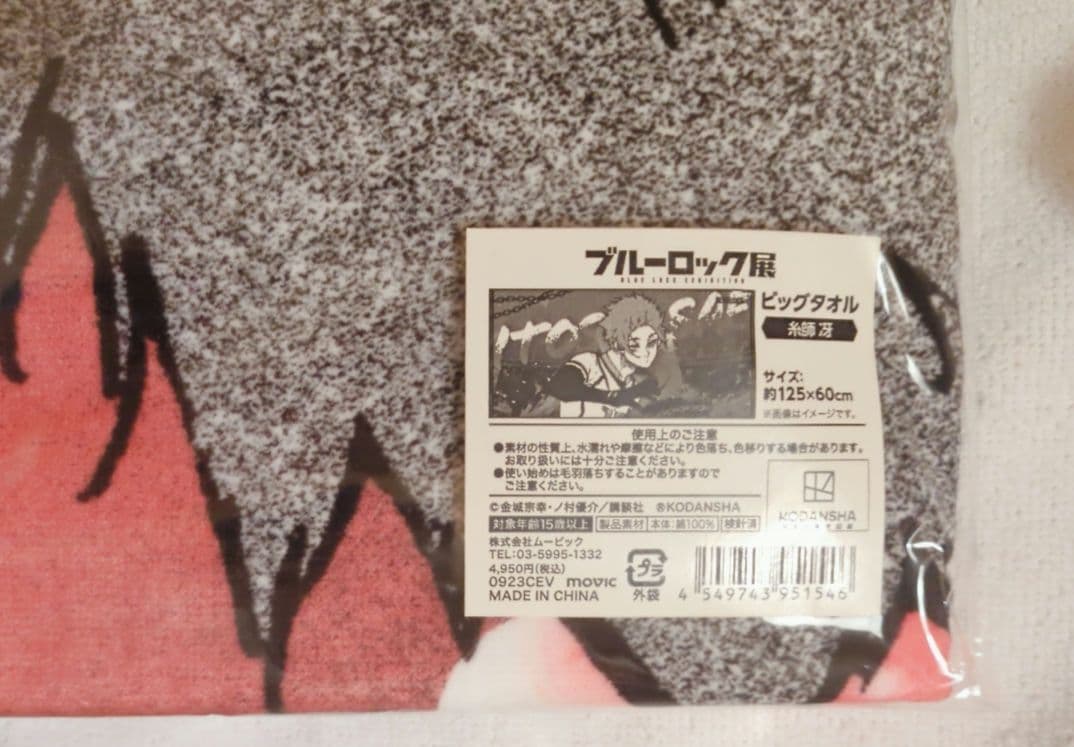 ブルーロック展
BLUE LOCK EXHIBITION
ビッグタオル
糸師 冴
サイズ:
約125×60cm
※画像はイメージです。
使用上のご注意
●素材の性質上、水濡れや摩擦などにより色落ち、色移りする場合があります。
お取り扱いには十分ご注意ください。
●使い始めは毛羽落ちすることがありますので
ご注意ください。
©金城宗幸・ノ村優介/講談社 ®KODANSHA
KODANSHA
対象年齢15歳以上 製品素材 本体:綿100% 検針済
株式会社ムービック
TEL:03-5995-1332
4,950円(税込)
0923CEV movic
MADE IN CHINA
プラ
外袋
4 549743 951546